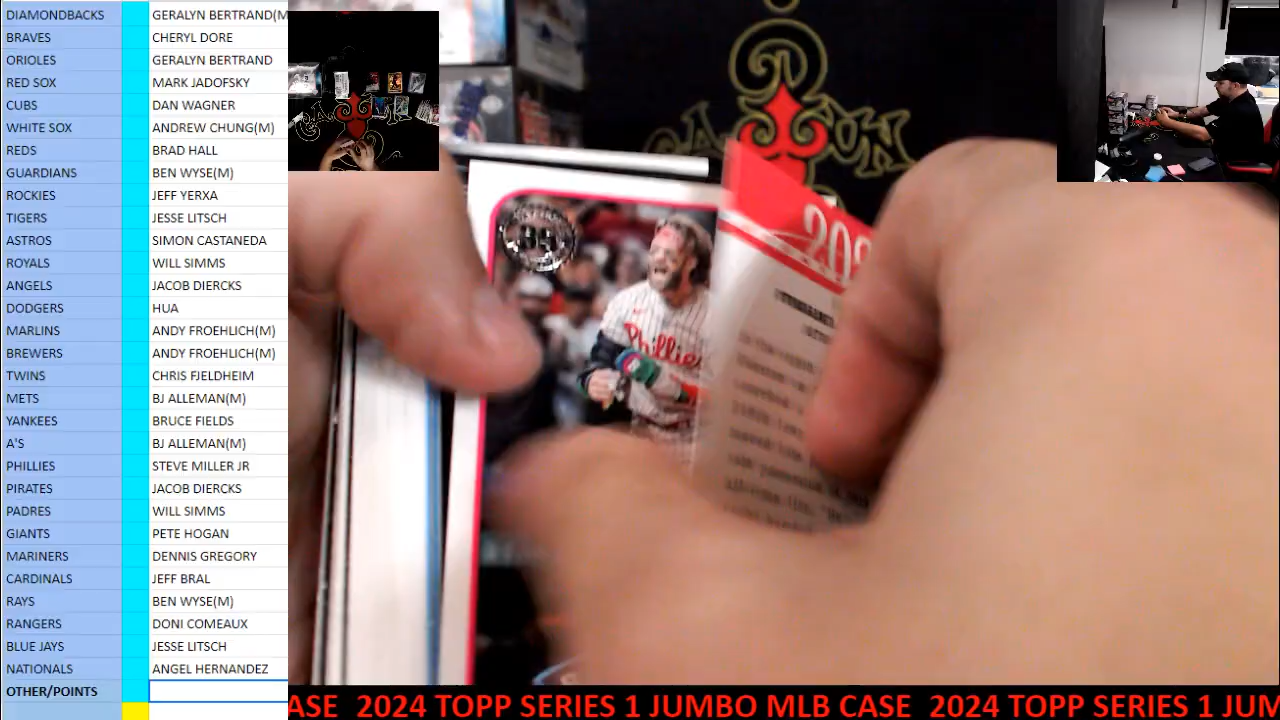 DIAMONDBACKS GERALYN BERTRAND(M
BRAVES CHERYL DORE
ORIOLES GERALYN BERTRAND
RED SOX MARK JADOFSKY
CUBS DAN WAGNER
WHITE SOX ANDREW CHUNG(M)
REDS BRAD HALL
GUARDIANS BEN WYSE(M)
ROCKIES JEFF YERXA
TIGERS JESSE LITSCH
ASTROS SIMON CASTANEDA
ROYALS WILL SIMMS
ANGELS JACOB DIERCKS
DODGERS HUA
MARLINS ANDY FROEHLICH(M)
BREWERS ANDY FROEHLICH(M)
TWINS CHRIS FJELDHEIM
METS BJ ALLEMAN(M)
YANKEES BRUCE FIELDS
A'S BJ ALLEMAN(M)
PHILLIES STEVE MILLER JR
PIRATES JACOB DIERCKS
PADRES WILL SIMMS
GIANTS PETE HOGAN
MARINERS DENNIS GREGORY
CARDINALS JEFF BRAL
RAYS BEN WYSE(M)
RANGERS DONI COMEAUX
BLUE JAYS JESSE LITSCH
NATIONALS ANGEL HERNANDEZ
OTHER/POINTS
Phillies
202
ASE 2024 TOPP SERIES 1 JUMBO MLB CASE 2024 TOPP SERIES 1 JUM